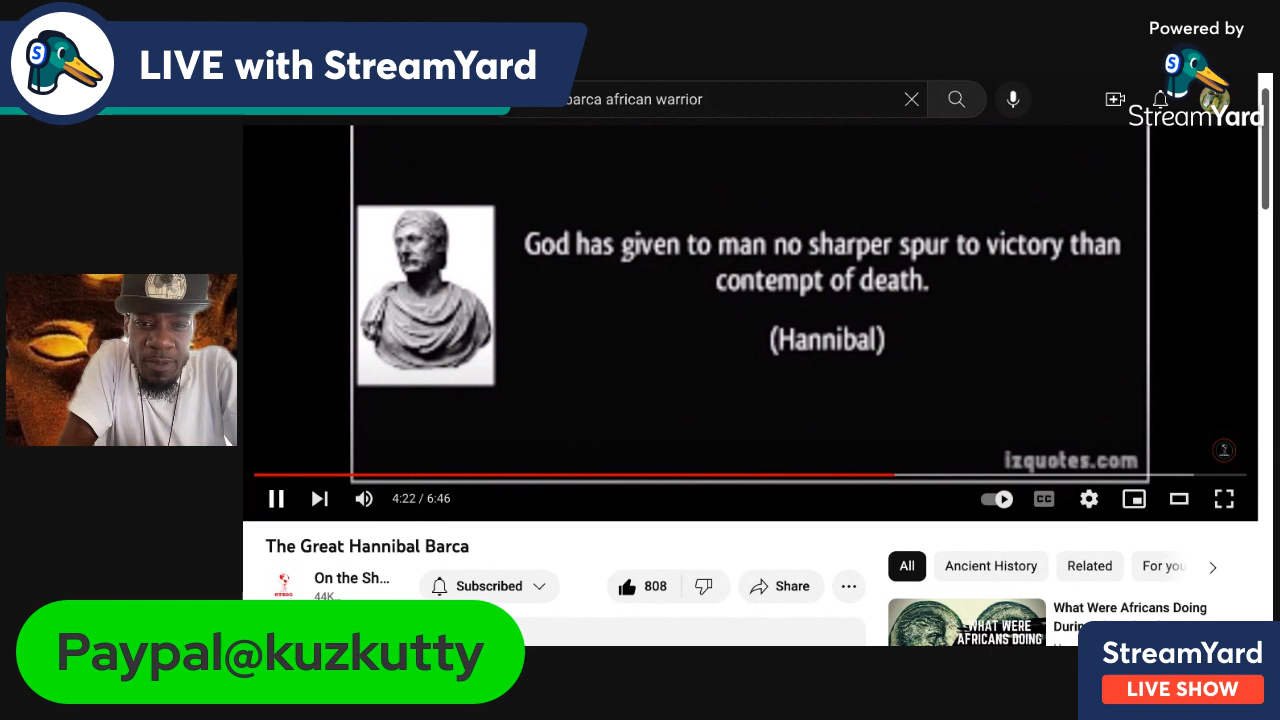 LIVE with StreamYard
Powered by
StreamYard
barca african warrior
God has given to man no sharper spur to victory than
contempt of death.
(Hannibal)
izquotes.com
4:22 / 6:46
CC
The Great Hannibal Barca
On the Sh...
44K...
Subscribed
808
Share
All
Ancient History
Related
For you
WHAT WERE
AFRICANS DOING
What Were Africans Doing
Paypal@kuzkutty
StreamYard
LIVE SHOW